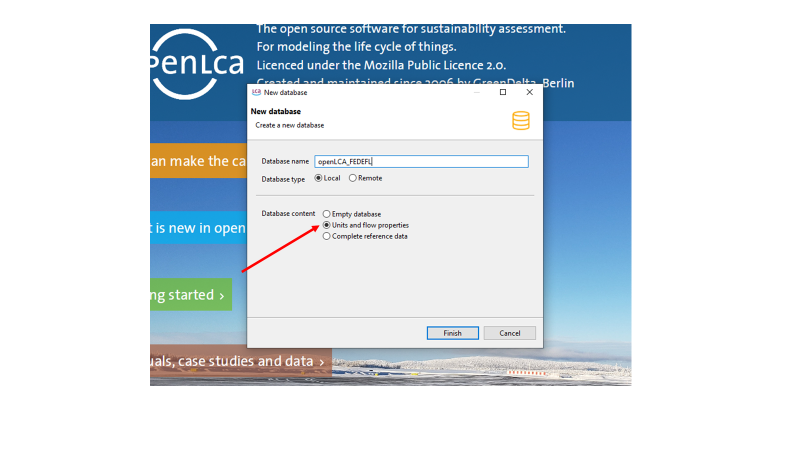 The open source software for sustainability assessment.
For modeling the life cycle of things.
Licenced under the Mozilla Public Licence 2.0.
Created and maintained since 2006 by GreenDelta, Berlin
penLca
LCA New database
New database
Create a new database
an make the ca
Database name openLCA_FEDEFL
Database type Local Remote
Database content Empty database
t is new in open
Units and flow properties
Complete reference data
ng started ›
Finish Cancel
uals, case studies and data ›